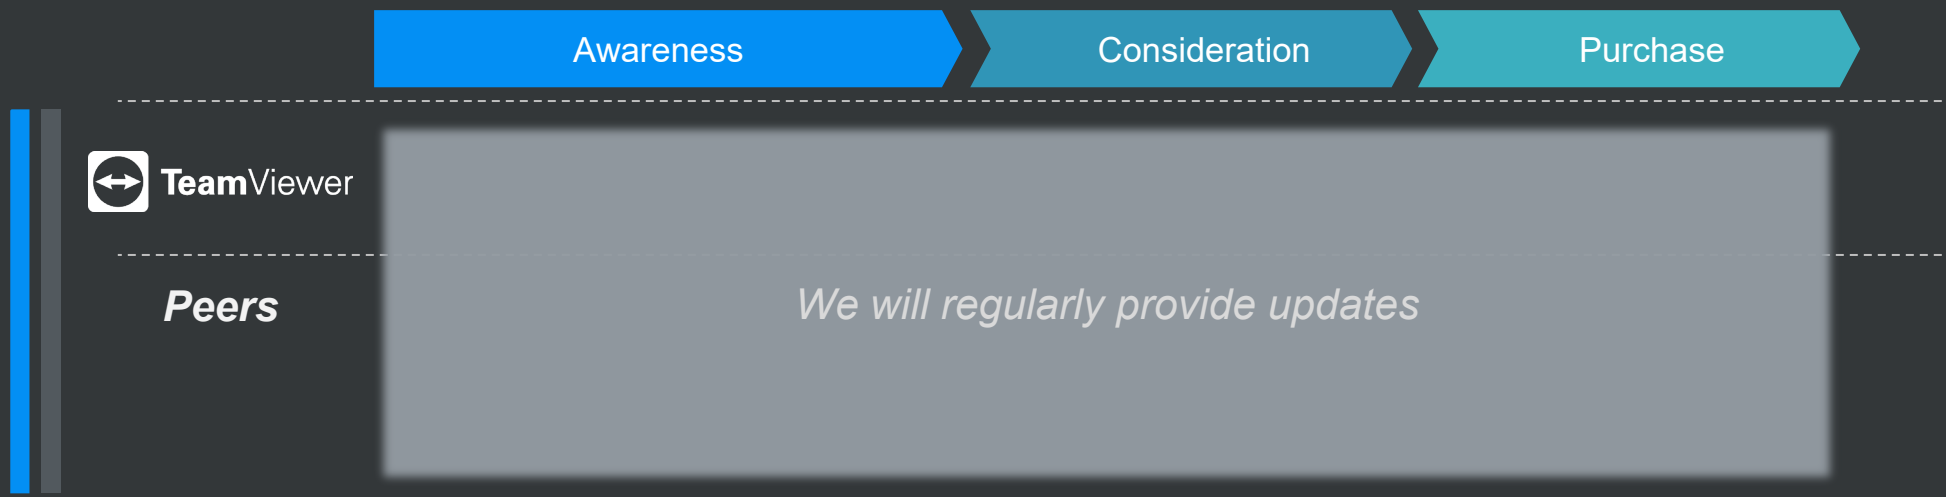 Awareness
Consideration
Purchase
TeamViewer
Peers
We will regularly provide updates